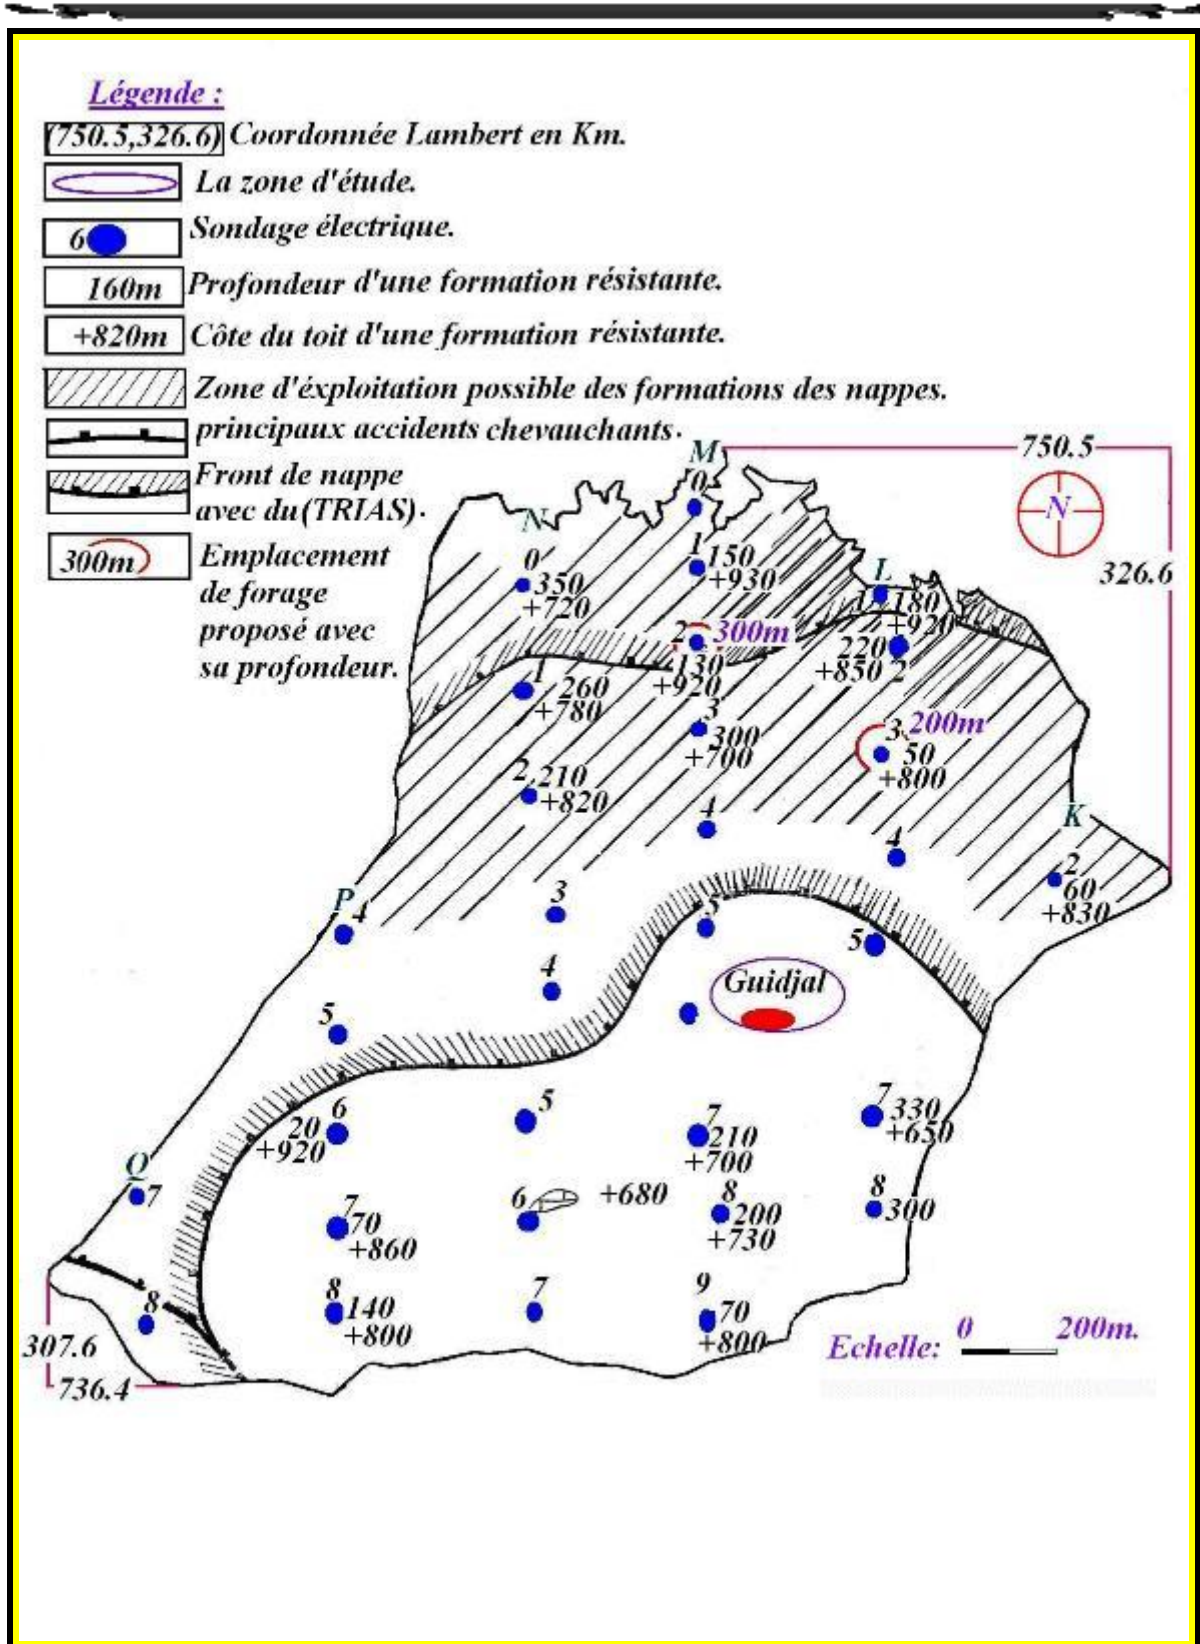 Légende :
(750.5,326.6) Coordonnée Lambert en Km.
La zone d'étude.
6 Sondage électrique.
160m Profondeur d'une formation résistante.
+820m Côte du toit d'une formation résistante.
Zone d'éxploitation possible des formations des nappes.
principaux accidents chevauchants.
Front de nappe
avec du (TRIAS).
300m Emplacement
de forage
proposé avec
sa profondeur.
750.5
N
326.6
M
0
N
0
350
+720
1 150
+930
L
1 180
+920
2 300m
130
+920
220
+850 2
1 260
+780
3
300
+700
3 200m
50
+800
2 210
+820
4
4
K
2
60
+830
P 4
3
5
5
4
Guidjal
5
6
20
+920
5
7
210
+700
7 330
+650
Q
7
7
70
+860
6 +680
8
200
+730
8
300
8
8
140
+800
7
9
70
+800
307.6
736.4
Echelle: 0 200m.